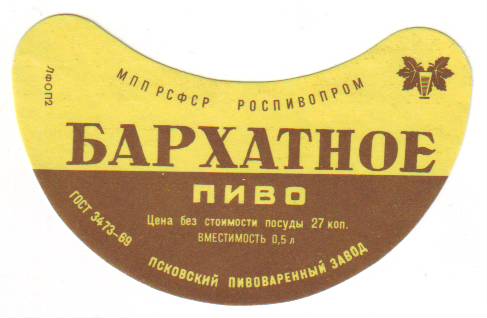 ЛФОП2
МПП РСФСР РОСПИВОПРОМ
БАРХАТНОЕ
ПИВО
Цена без стоимости посуды 27 коп.
ВМЕСТИМОСТЬ 0,5 л
ГОСТ 3473–69
ПСКОВСКИЙ ПИВОВАРЕННЫЙ ЗАВОД